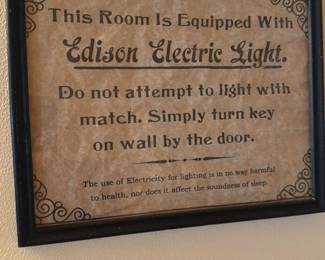 This Room Is Equipped With
Edison Electric Light.
Do not attempt to light with
match. Simply turn key
on wall by the door.
The use of Electricity for lighting is in no way harmful
to health, nor does it affect the soundness of sleep.